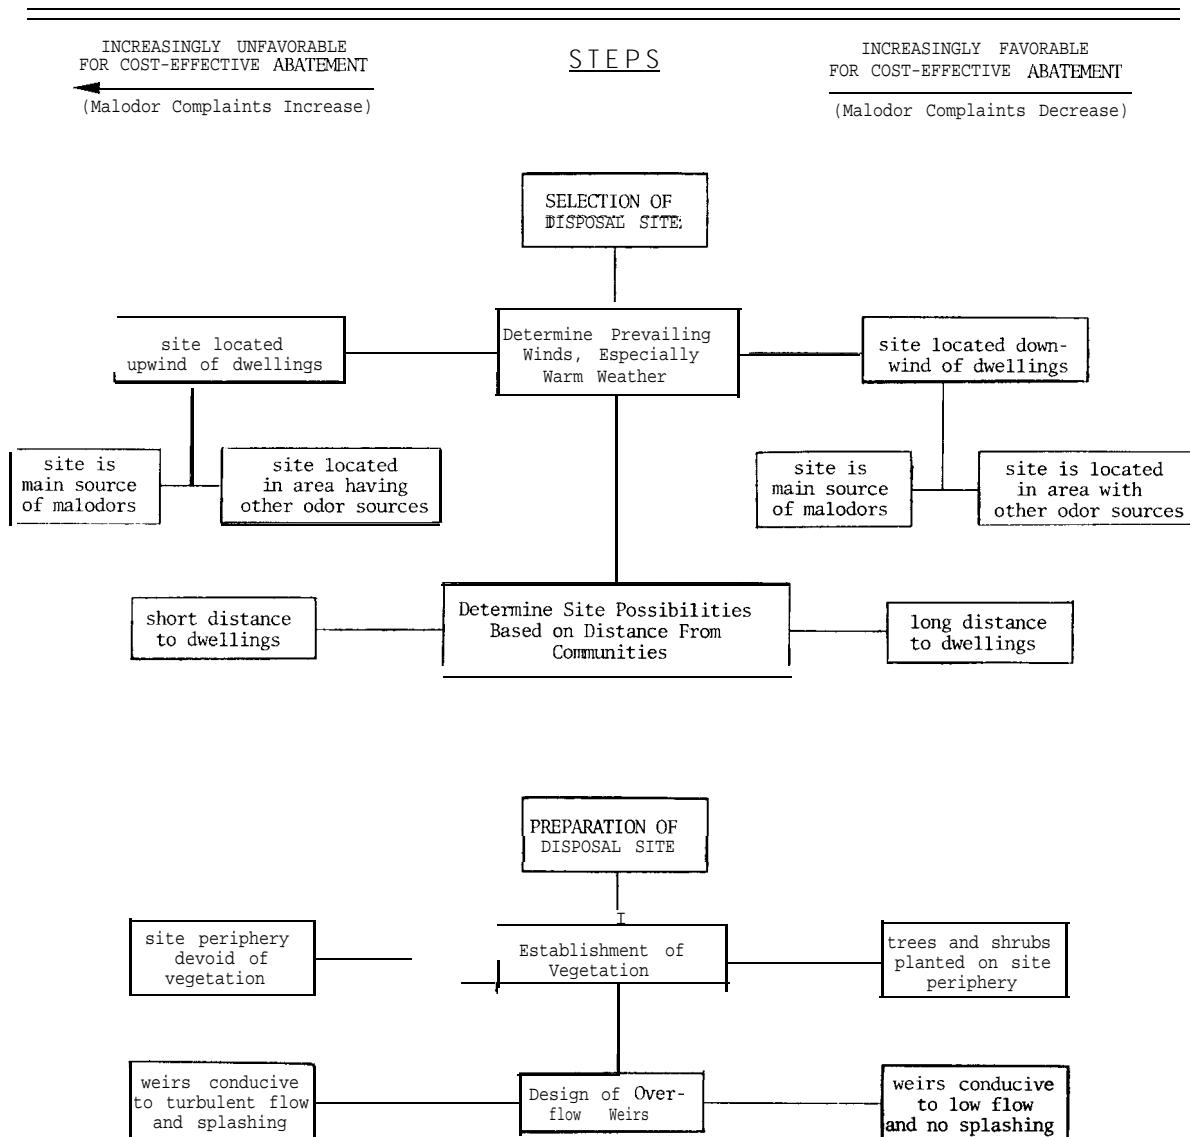 INCREASINGLY UNFAVORABLE
FOR COST-EFFECTIVE ABATEMENT
(Malodor Complaints Increase)
STEPS
INCREASINGLY FAVORABLE
FOR COST-EFFECTIVE ABATEMENT
(Malodor Complaints Decrease)
SELECTION OF
DISPOSAL SITE
site located
upwind of dwellings
Determine Prevailing
Winds, Especially
Warm Weather
site located down-
wind of dwellings
site is
main source
of malodors
site located
in area having
other odor sources
site is
main source
of malodors
site is located
in area with
other odor sources
short distance
to dwellings
Determine Site Possibilities
Based on Distance From
Communities
long distance
to dwellings
PREPARATION OF
DISPOSAL SITE
site periphery
devoid of
vegetation
Establishment of
Vegetation
trees and shrubs
planted on site
periphery
weirs conducive
to turbulent flow
and splashing
Design of Over-
flow Weirs
weirs conducive
to low flow
and no splashing